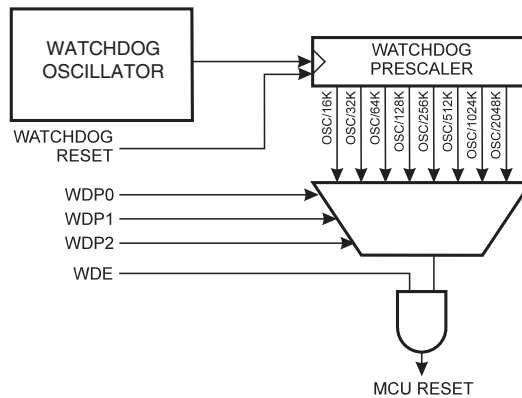 WATCHDOG
OSCILLATOR
WATCHDOG
PRESCALER
WATCHDOG
RESET
OSC/16K
OSC/32K
OSC/64K
OSC/128K
OSC/256K
OSC/512K
OSC/1024K
OSC/2048K
WDP0
WDP1
WDP2
WDE
MCU RESET